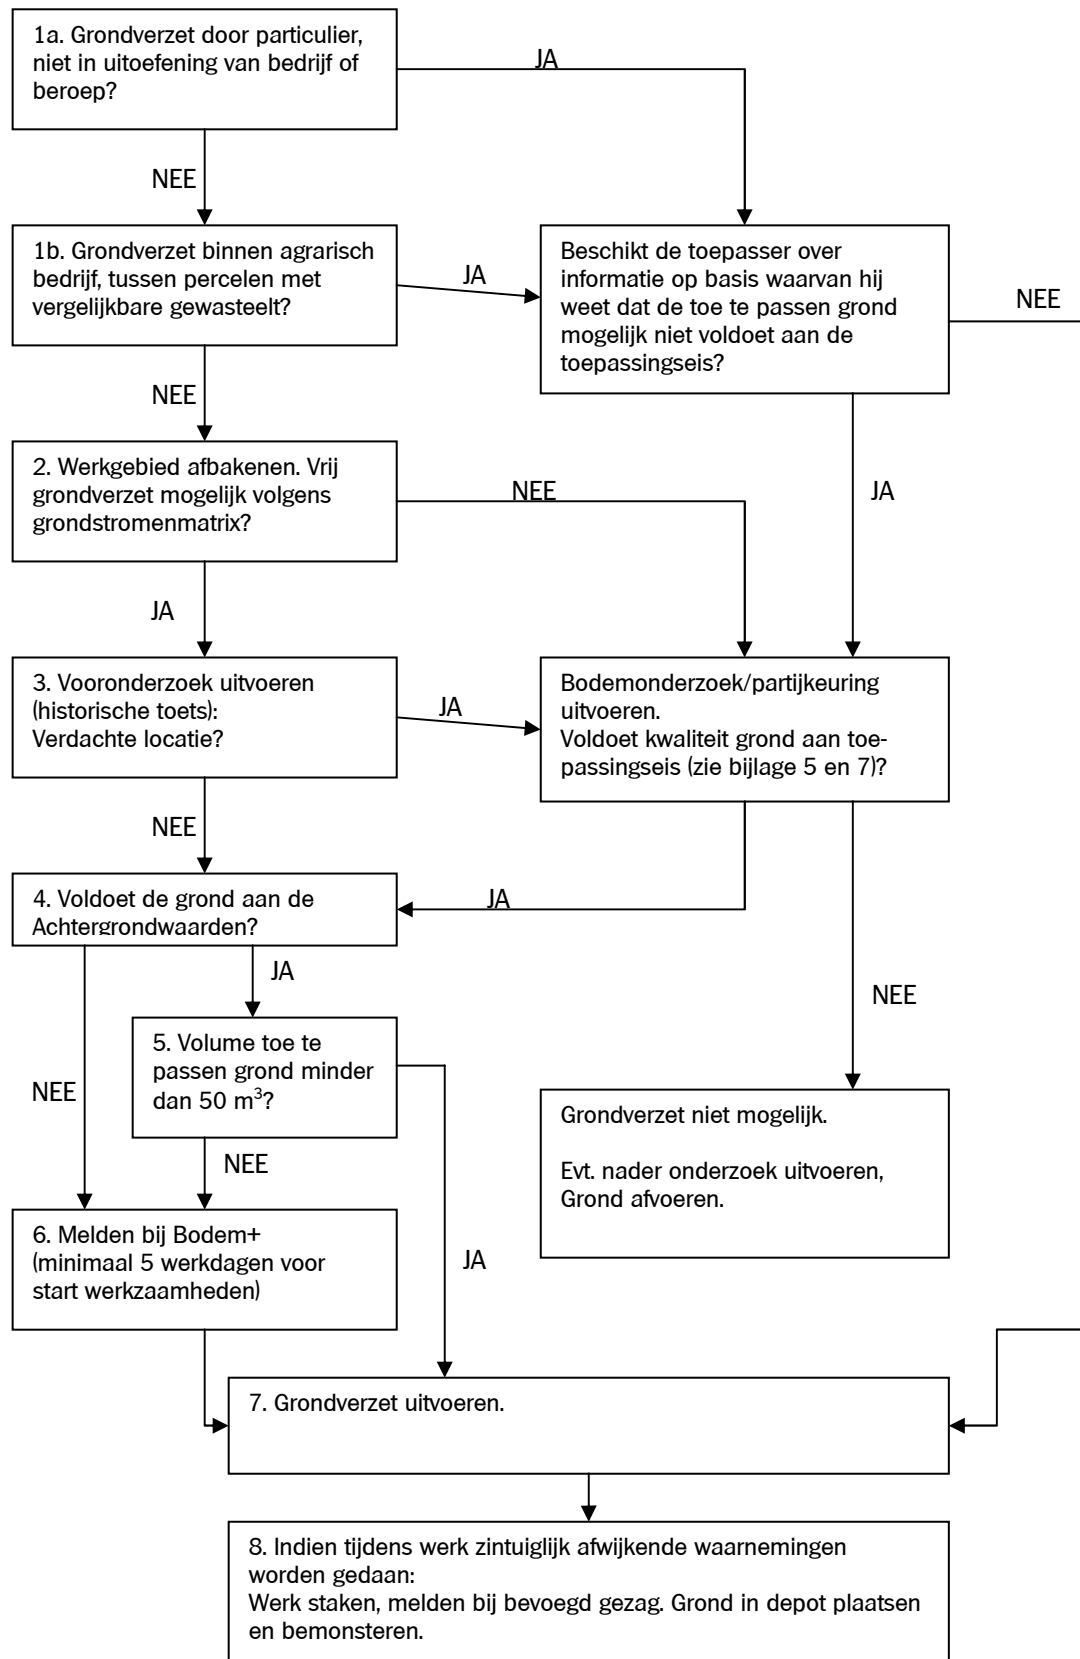 1a. Grondverzet door particulier,
niet in uitoefening van bedrijf of
beroep?
JA
NEE
1b. Grondverzet binnen agrarisch
bedrijf, tussen percelen met
vergelijkbare gewasteelt?
JA
Beschikt de toepasser over
informatie op basis waarvan hij
weet dat de toe te passen grond
mogelijk niet voldoet aan de
toepassingseis?
NEE
NEE
JA
2. Werkgebied afbakenen. Vrij
grondverzet mogelijk volgens
grondstromenmatrix?
NEE
JA
3. Vooronderzoek uitvoeren
(historische toets):
Verdachte locatie?
JA
Bodemonderzoek/partijkeuring
uitvoeren.
Voldoet kwaliteit grond aan toe-
passingseis (zie bijlage 5 en 7)?
NEE
JA
NEE
4. Voldoet de grond aan de
Achtergrondwaarden?
JA
NEE
5. Volume toe te
passen grond minder
dan 50 m³?
NEE
JA
Grondverzet niet mogelijk.
Evt. nader onderzoek uitvoeren,
Grond afvoeren.
6. Melden bij Bodem+
(minimaal 5 werkdagen voor
start werkzaamheden)
7. Grondverzet uitvoeren.
8. Indien tijdens werk zintuiglijk afwijkende waarnemingen
worden gedaan:
Werk staken, melden bij bevoegd gezag. Grond in depot plaatsen
en bemonsteren.